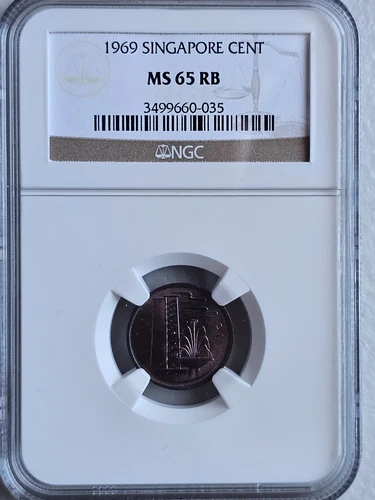 1969 SINGAPORE CENT
MS 65 RB
3499660-035
NGC